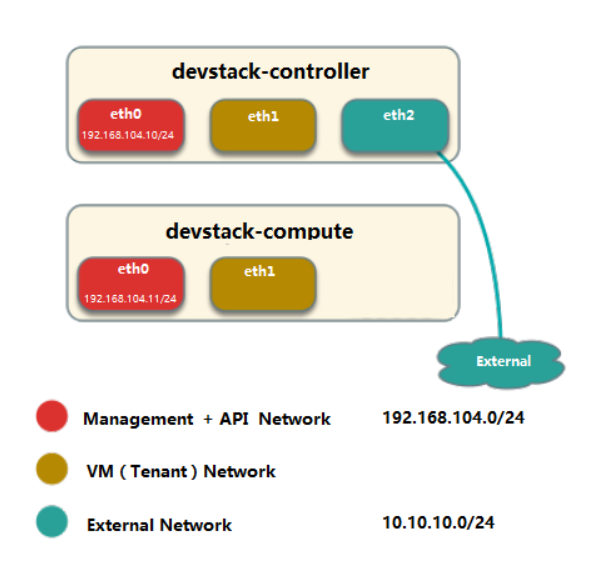 devstack-controller
eth0
192.168.104.10/24
eth1
eth2
devstack-compute
eth0
192.168.104.11/24
eth1
External
Management + API Network 192.168.104.0/24
VM ( Tenant ) Network
External Network 10.10.10.0/24